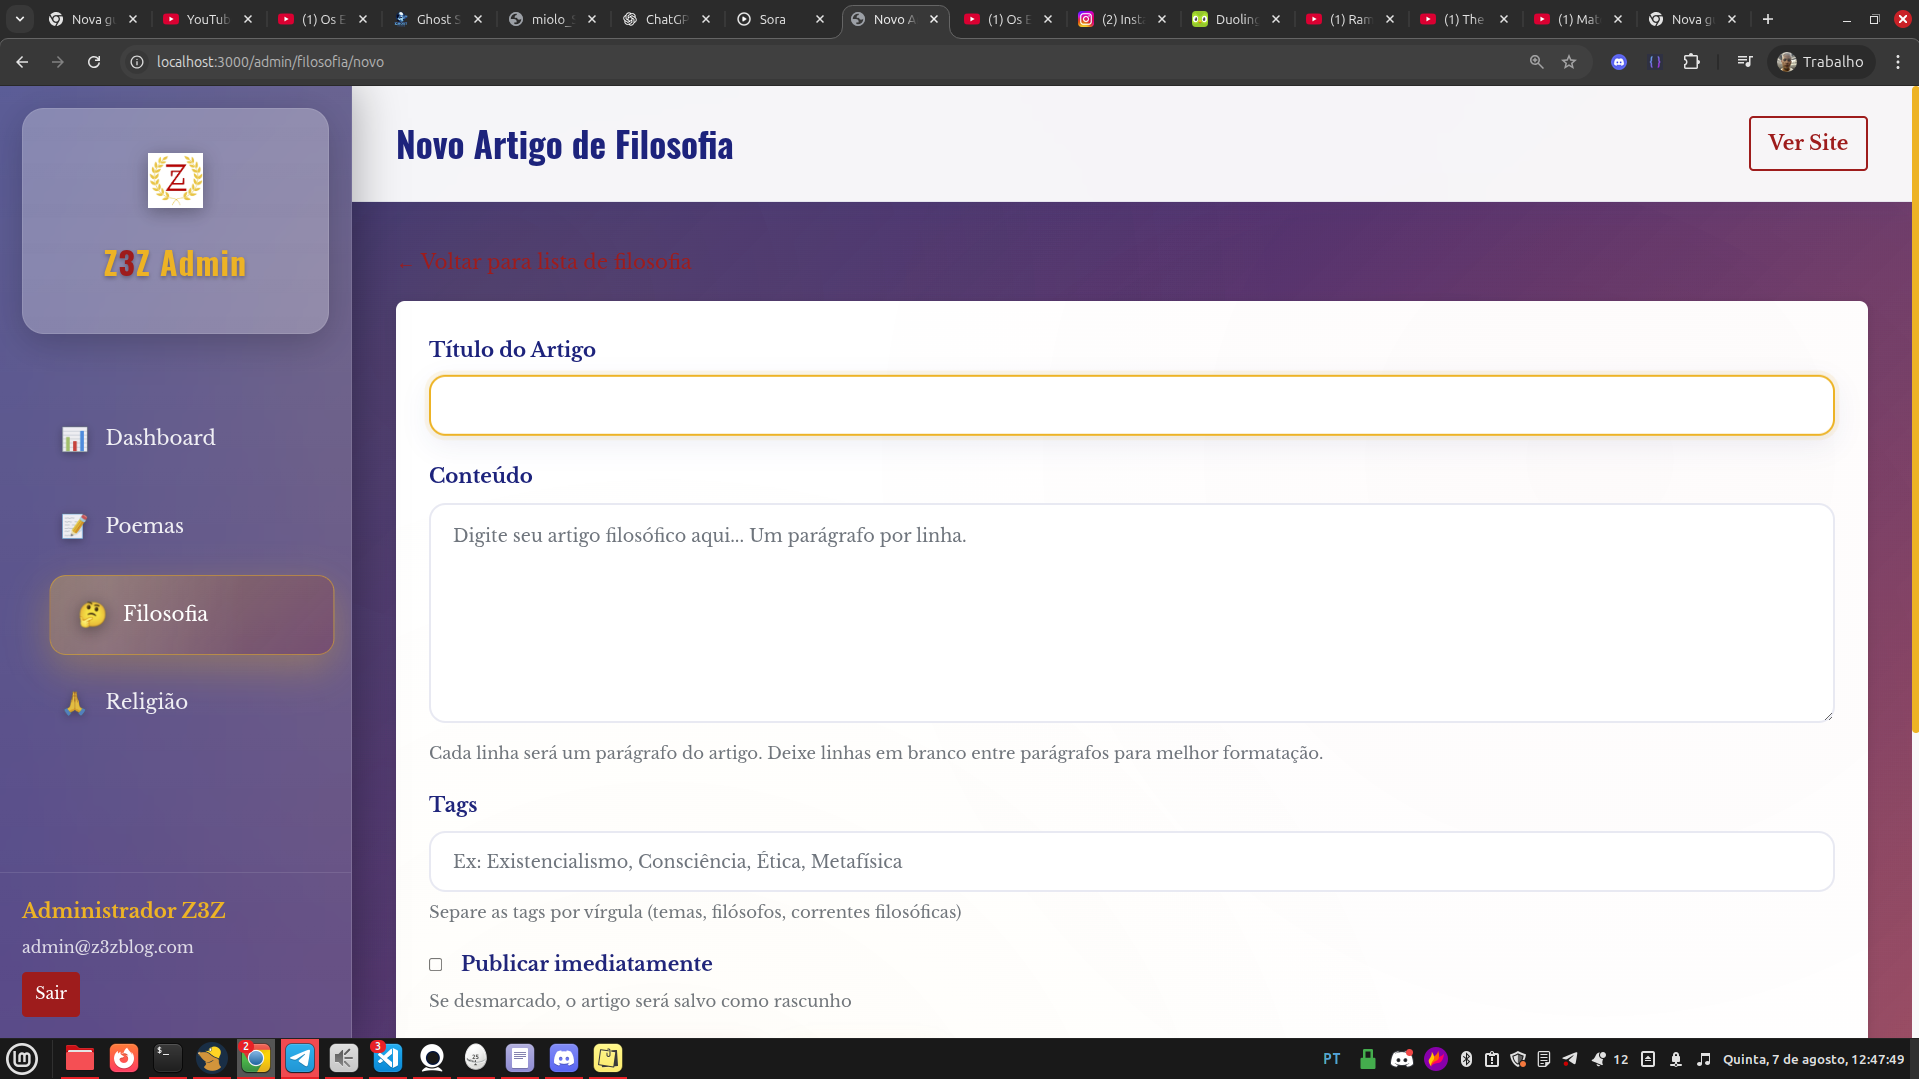 Nova gu
YouTub
(1) Os E
Ghost S
miolo_S
ChatGP
Sora
Novo A
(1) Os E
(2) Inst
Duoling
(1) Ram
(1) The
(1) Mat
Nova gu
localhost:3000/admin/filosofia/novo
Trabalho
Z
Z3Z Admin
Dashboard
Poemas
Filosofia
Religião
Administrador Z3Z
admin@z3zblog.com
Sair
Novo Artigo de Filosofia
Ver Site
← Voltar para lista de filosofia
Título do Artigo
Conteúdo
Digite seu artigo filosófico aqui... Um parágrafo por linha.
Cada linha será um parágrafo do artigo. Deixe linhas em branco entre parágrafos para melhor formatação.
Tags
Ex: Existencialismo, Consciência, Ética, Metafísica
Separe as tags por vírgula (temas, filósofos, correntes filosóficas)
Publicar imediatamente
Se desmarcado, o artigo será salvo como rascunho
2
3
25
PT
12
Quinta, 7 de agosto, 12:47:49